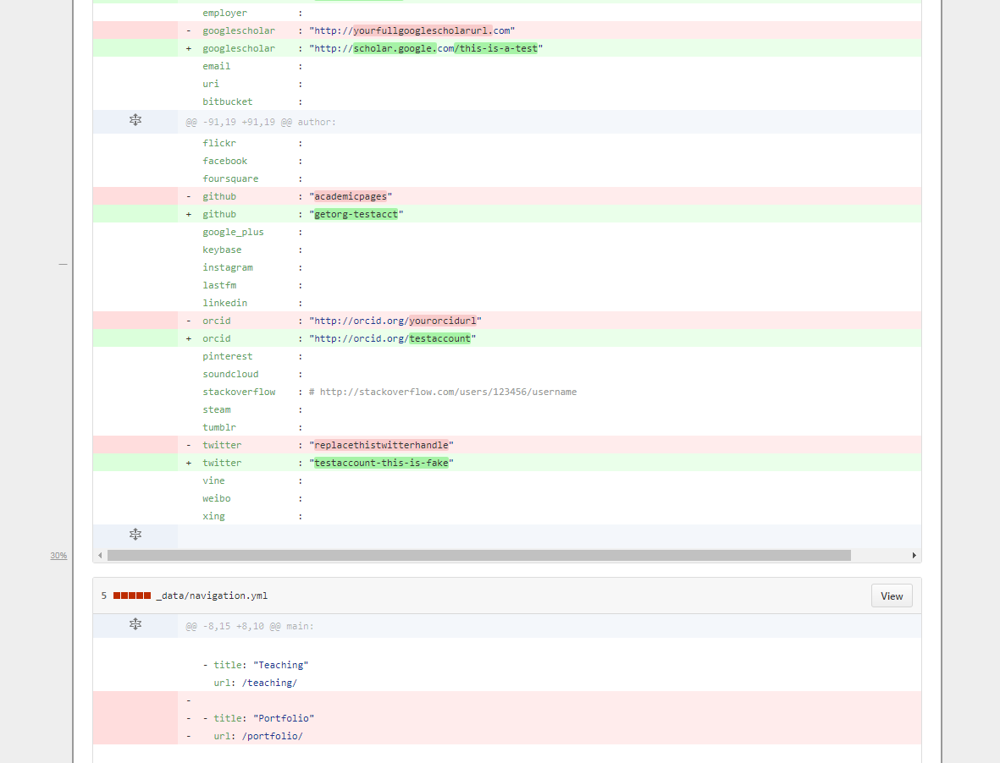 employer :
- googlescholar : "http://yourfullgooglescholarurl.com"
+ googlescholar : "http://scholar.google.com/this-is-a-test"
email :
uri :
bitbucket :
@@ -91,19 +91,19 @@ author:
flickr :
facebook :
foursquare :
- github : "academicpages"
+ github : "getorg-testacct"
google_plus :
keybase :
instagram :
lastfm :
linkedin :
- orcid : "http://orcid.org/yourorcidurl"
+ orcid : "http://orcid.org/testaccount"
pinterest :
soundcloud :
stackoverflow : # http://stackoverflow.com/users/123456/username
steam :
tumblr :
- twitter : "replacethistwitterhandle"
+ twitter : "testaccount-this-is-fake"
vine :
weibo :
xing :
30%
5 _data/navigation.yml View
@@ -8,15 +8,10 @@ main:
- title: "Teaching"
url: /teaching/
-
- - title: "Portfolio"
- url: /portfolio/